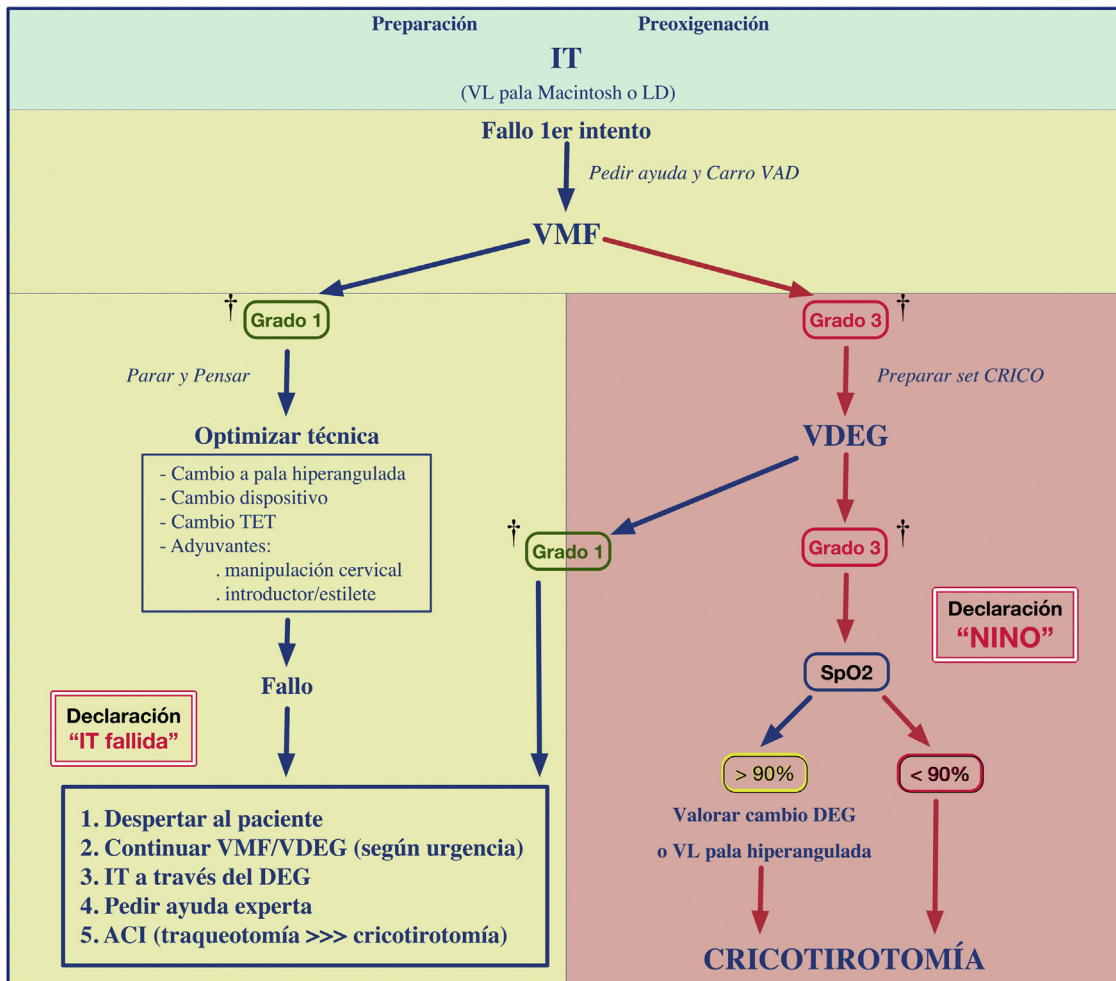 Preparación Preoxigenación
IT
(VL pala Macintosh o LD)
Fallo 1er intento
Pedir ayuda y Carro VAD
VMF
† Grado 1
Grado 3 †
Parar y Pensar
Preparar set CRICO
Optimizar técnica
VDEG
- Cambio a pala hiperangulada
- Cambio dispositivo
- Cambio TET
- Adyuvantes:
. manipulación cervical
. introductor/estilete
† Grado 1
Grado 3 †
Declaración
“NINO”
Fallo
SpO2
Declaración
“IT fallida”
> 90%
< 90%
Valorar cambio DEG
o VL pala hiperangulada
1. Despertar al paciente
2. Continuar VMF/VDEG (según urgencia)
3. IT a través del DEG
4. Pedir ayuda experta
5. ACI (traqueotomía >>> cricotirotomía)
CRICOTIROTOMÍA